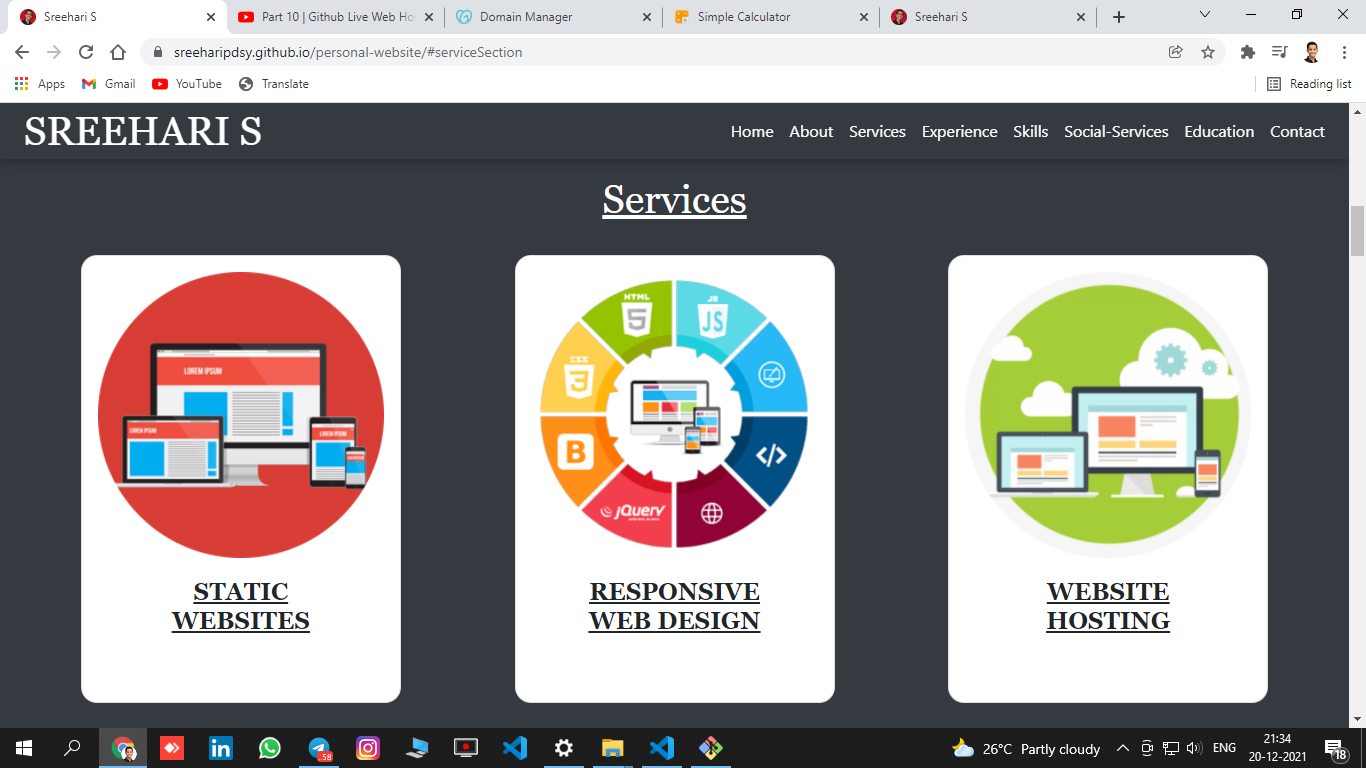 Sreehari S
Part 10 | Github Live Web Ho
Domain Manager
Simple Calculator
Sreehari S
sreeharipdsy.github.io/personal-website/#serviceSection
Apps
Gmail
YouTube
Translate
Reading list
SREEHARI S
Home About Services Experience Skills Social-Services Education Contact
Services
LOREM IPSUM
LOREM IPSUM
LOREM IPSUM
HTML
5
JS
JS
CSS
3
B
</>
jQuery
STATIC
WEBSITES
RESPONSIVE
WEB DESIGN
WEBSITE
HOSTING
58
26°C Partly cloudy
ENG
21:34
20-12-2021
18